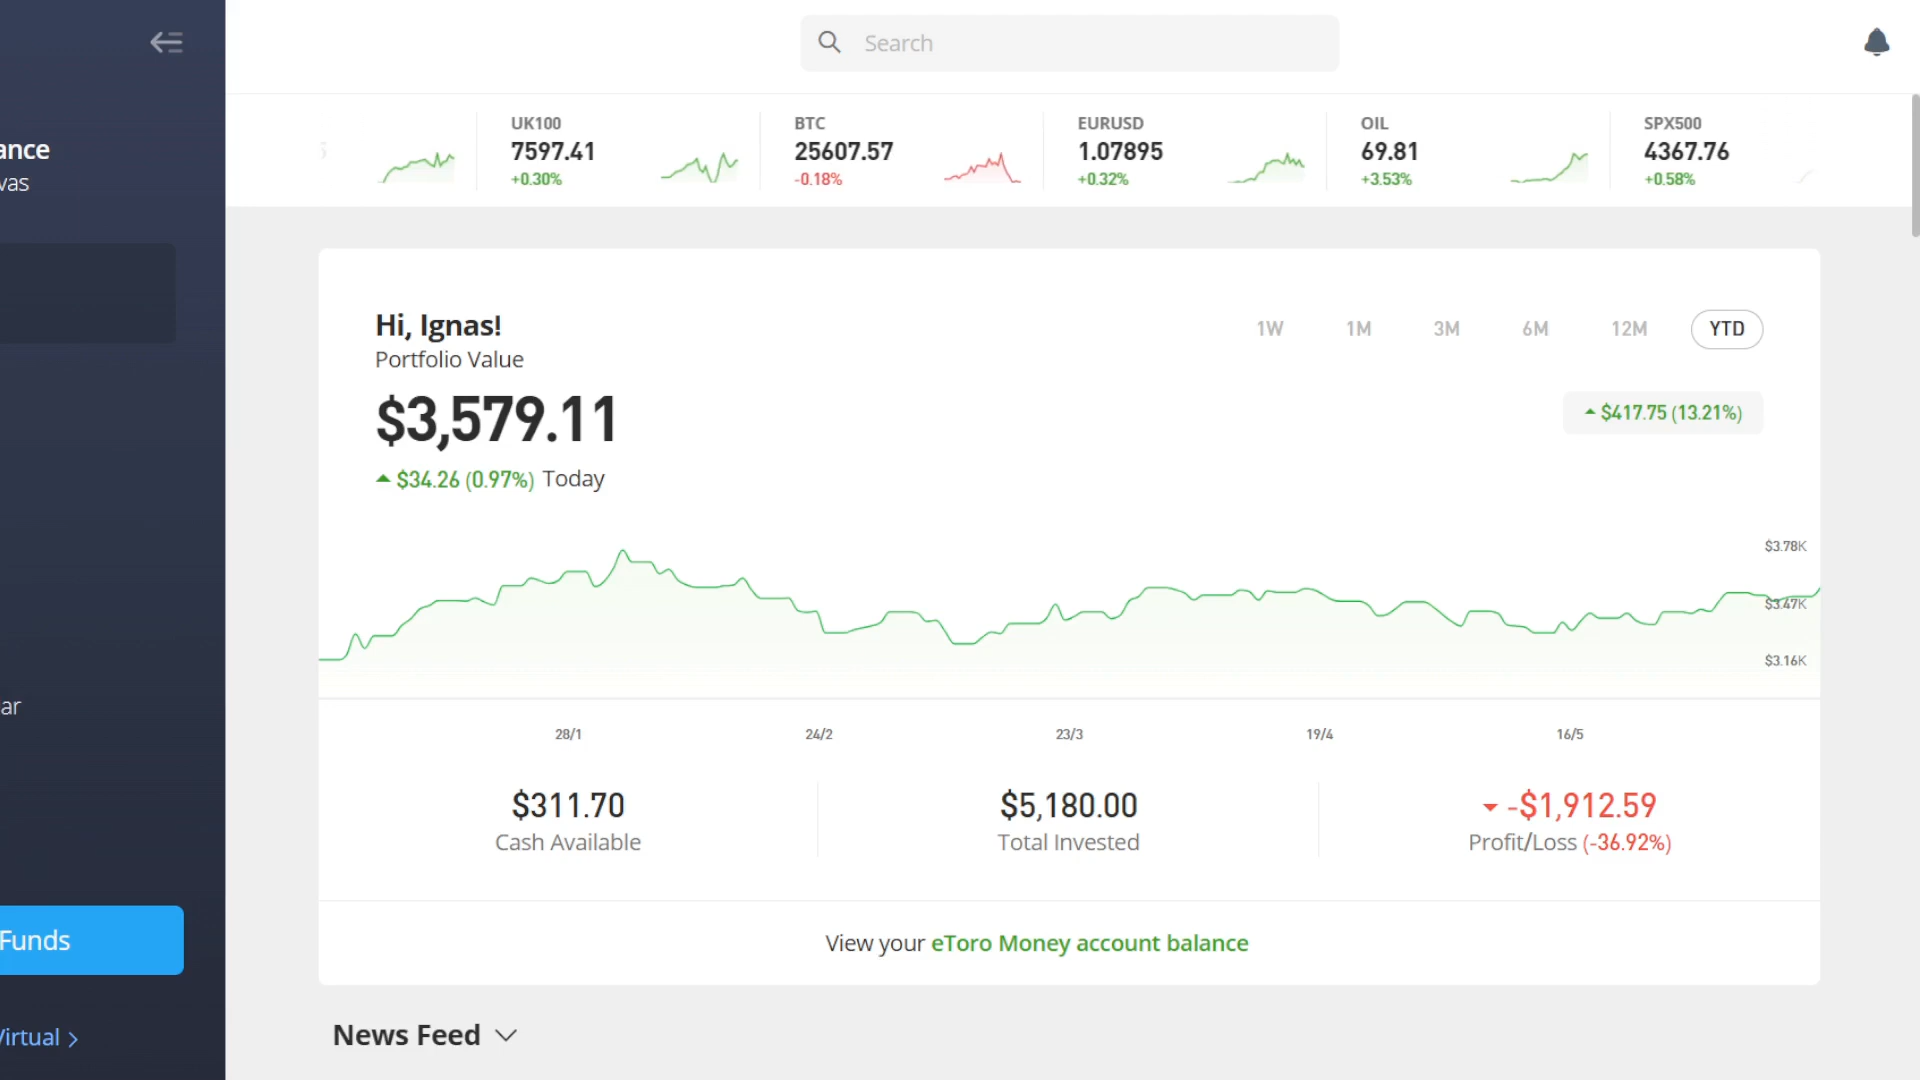 Search
UK100
7597.41
+0.30%
BTC
25607.57
-0.18%
EURUSD
1.07895
+0.32%
OIL
69.81
+3.53%
SPX500
4367.76
+0.58%
ance
vas
ar
Funds
Virtual
Hi, Ignas!
Portfolio Value
$3,579.11
$34.26 (0.97%) Today
1W 1M 3M 6M 12M YTD
$417.75 (13.21%)
$3.78K
$3.47K
$3.16K
28/1 24/2 23/3 19/4 16/5
$311.70
Cash Available
$5,180.00
Total Invested
-$1,912.59
Profit/Loss (-36.92%)
View your eToro Money account balance
News Feed